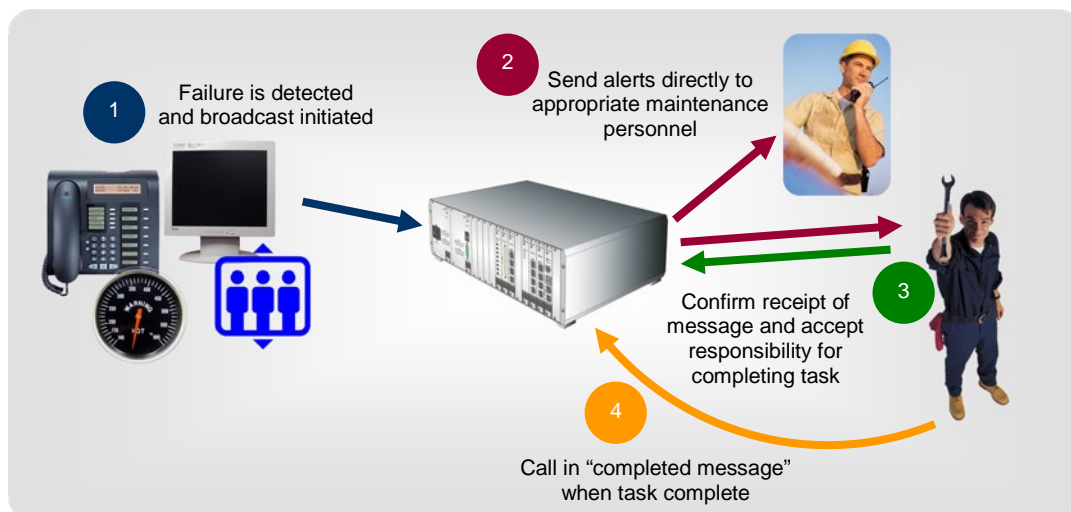 1
Failure is detected
and broadcast initiated
2
Send alerts directly to
appropriate maintenance
personnel
WARNING
HOT
3
Confirm receipt of
message and accept
responsibility for
completing task
4
Call in “completed message”
when task complete